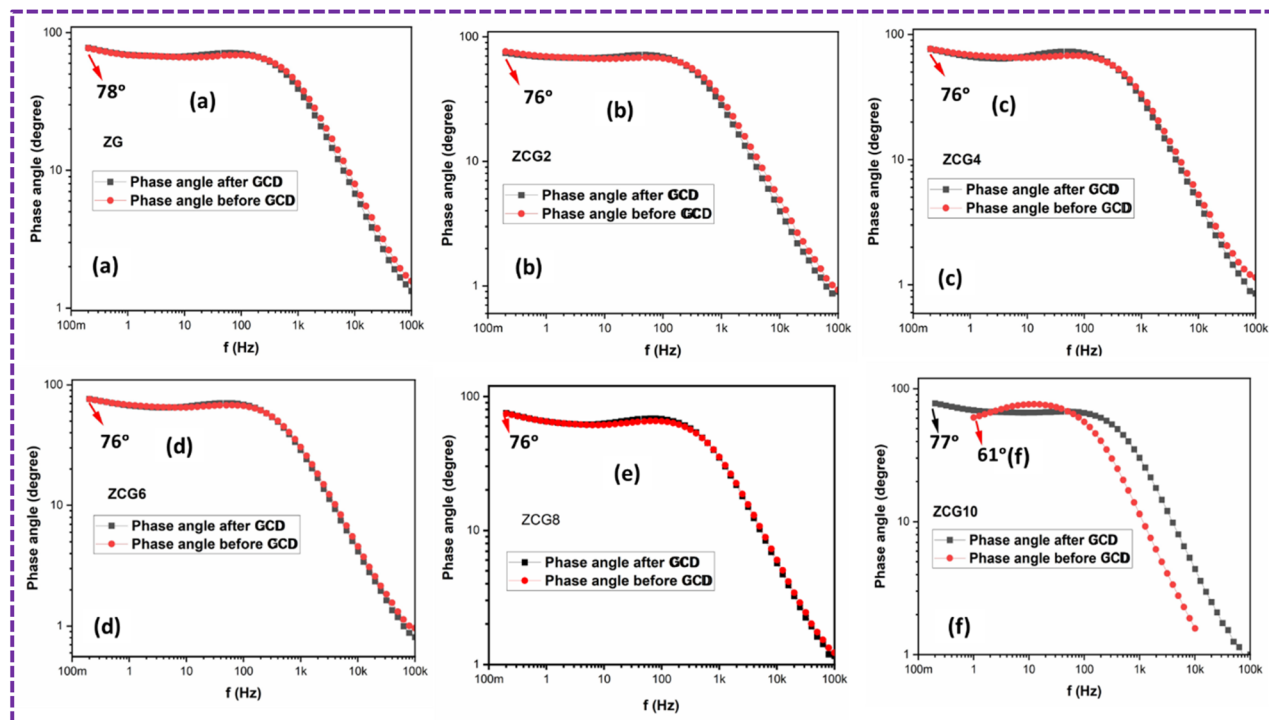 100
10
1
Phase angle (degree)
78°
(a)
ZG
Phase angle after GCD
Phase angle before GCD
(a)
100m 1 10 100 1k 10k 100k
f (Hz)
100
10
1
Phase angle (degree)
76°
(b)
ZCG2
Phase angle after GCD
Phase angle before GCD
(b)
100m 1 10 100 1k 10k 100k
f (Hz)
100
10
1
Phase angle (degree)
76°
(c)
ZCG4
Phase angle after GCD
Phase angle before GCD
(c)
100m 1 10 100 1k 10k 100k
f (Hz)
100
10
1
Phase angle (degree)
76°
(d)
ZCG6
Phase angle after GCD
Phase angle before GCD
(d)
100m 1 10 100 1k 10k 100k
f (Hz)
100
10
1
Phase angle (degree)
76°
(e)
ZCG8
Phase angle after GCD
Phase angle before GCD
100m 1 10 100 1k 10k 100k
f (Hz)
100
10
1
Phase angle (degree)
77°
61°(f)
ZCG10
Phase angle after GCD
Phase angle before GCD
(f)
100m 1 10 100 1k 10k 100k
f (Hz)